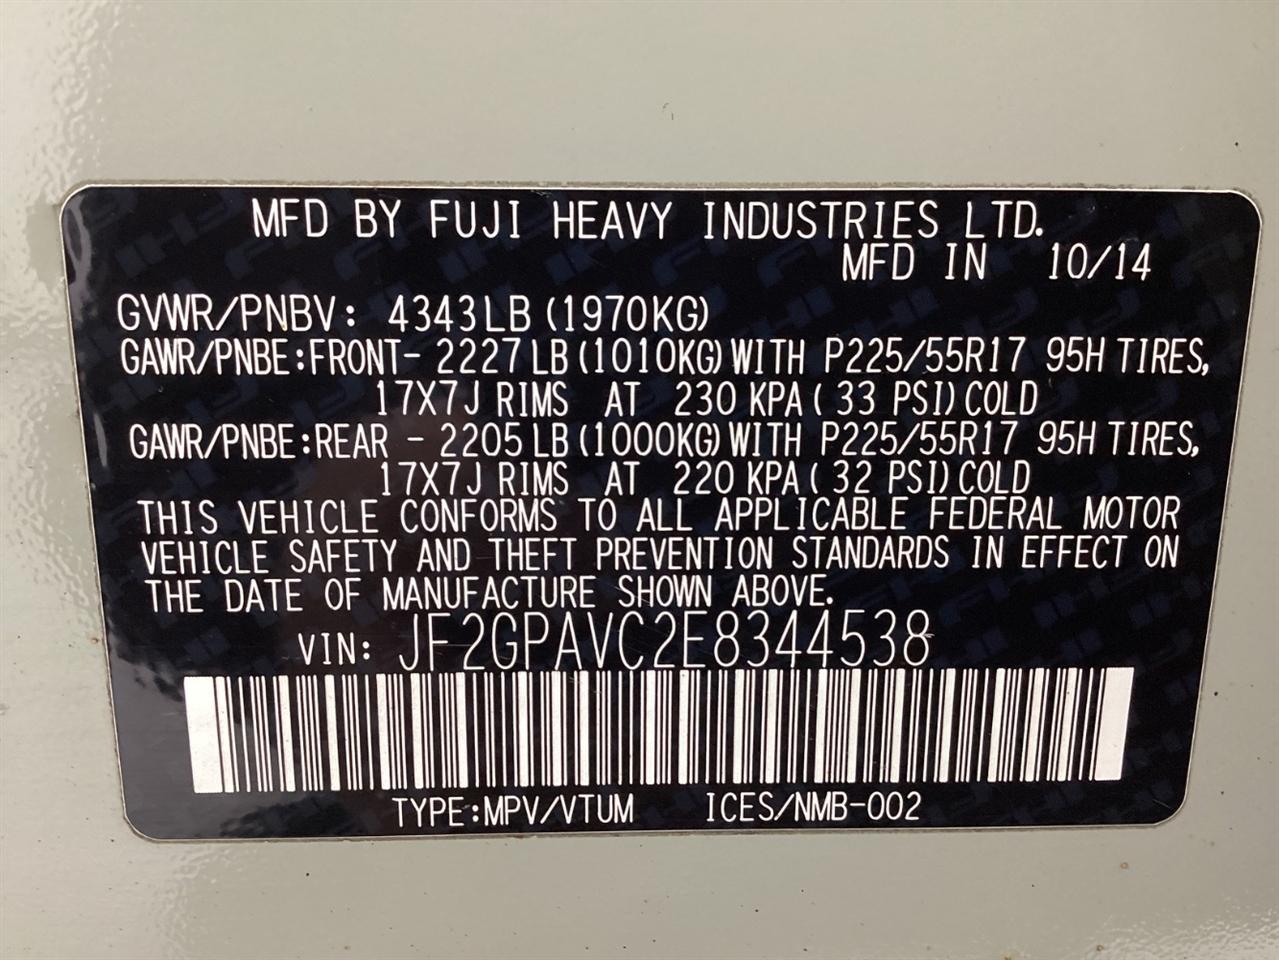 MFD BY FUJI HEAVY INDUSTRIES LTD.
MFD IN 10/14
GVWR/PNBV: 4343LB (1970KG)
GAWR/PNBE:FRONT- 2227LB (1010KG) WITH P225/55R17 95H TIRES,
17X7J RIMS AT 230 KPA ( 33 PSI) COLD
GAWR/PNBE:REAR - 2205LB (1000KG) WITH P225/55R17 95H TIRES,
17X7J RIMS AT 220 KPA ( 32 PSI) COLD
THIS VEHICLE CONFORMS TO ALL APPLICABLE FEDERAL MOTOR
VEHICLE SAFETY AND THEFT PREVENTION STANDARDS IN EFFECT ON
THE DATE OF MANUFACTURE SHOWN ABOVE.
VIN: JF2GPAVC2E8344538
TYPE:MPV/VTUM ICES/NMB-002